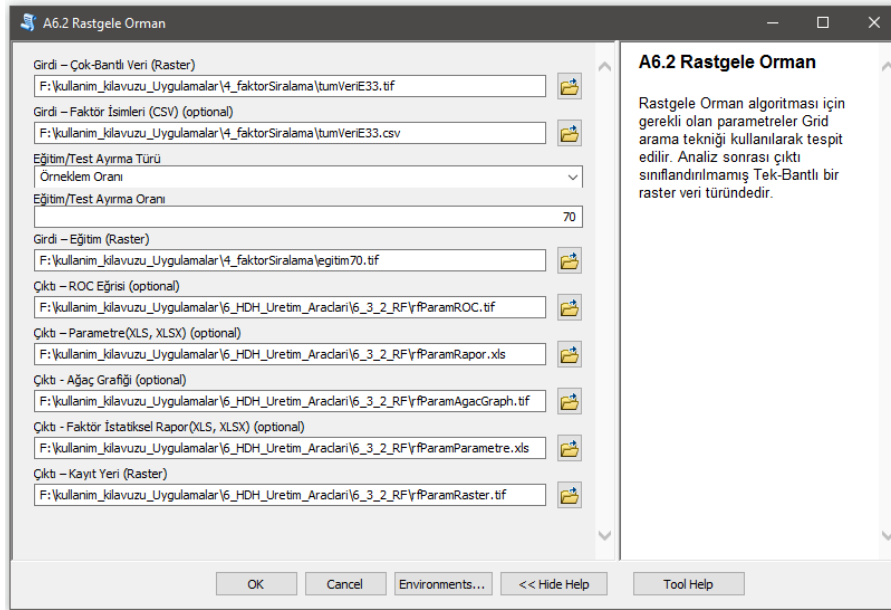 A6.2 Rastgele Orman
Girdi – Çok-Bantlı Veri (Raster)
F:\kullanim_kilavuzu_Uygulamalar\4_faktorSiralama\tumVeriE33.tif
Girdi – Faktör İsimleri (CSV) (optional)
F:\kullanim_kilavuzu_Uygulamalar\4_faktorSiralama\tumVeriE33.csv
Eğitim/Test Ayırma Türü
Örneklem Oranı
Eğitim/Test Ayırma Oranı
70
Girdi – Eğitim (Raster)
F:\kullanim_kilavuzu_Uygulamalar\4_faktorSiralama\egitim70.tif
Çıktı – ROC Eğrisi (optional)
F:\kullanim_kilavuzu_Uygulamalar\6_HDH_Uretim_Araclari\6_3_2_RF\rfParamROC.tif
Çıktı – Parametre(XLS, XLSX) (optional)
F:\kullanim_kilavuzu_Uygulamalar\6_HDH_Uretim_Araclari\6_3_2_RF\rfParamRapor.xls
Çıktı - Ağaç Grafiği (optional)
F:\kullanim_kilavuzu_Uygulamalar\6_HDH_Uretim_Araclari\6_3_2_RF\rfParamAgacGraph.tif
Çıktı - Faktör İstatiksel Rapor(XLS, XLSX) (optional)
F:\kullanim_kilavuzu_Uygulamalar\6_HDH_Uretim_Araclari\6_3_2_RF\rfParamParametre.xls
Çıktı – Kayıt Yeri (Raster)
F:\kullanim_kilavuzu_Uygulamalar\6_HDH_Uretim_Araclari\6_3_2_RF\rfParamRaster.tif
A6.2 Rastgele Orman
Rastgele Orman algoritması için
gerekli olan parametreler Grid
arama tekniği kullanılarak tespit
edilir. Analiz sonrası çıktı
sınıflandırılmamış Tek-Bantlı bir
raster veri türündedir.
OK
Cancel
Environments...
<< Hide Help
Tool Help